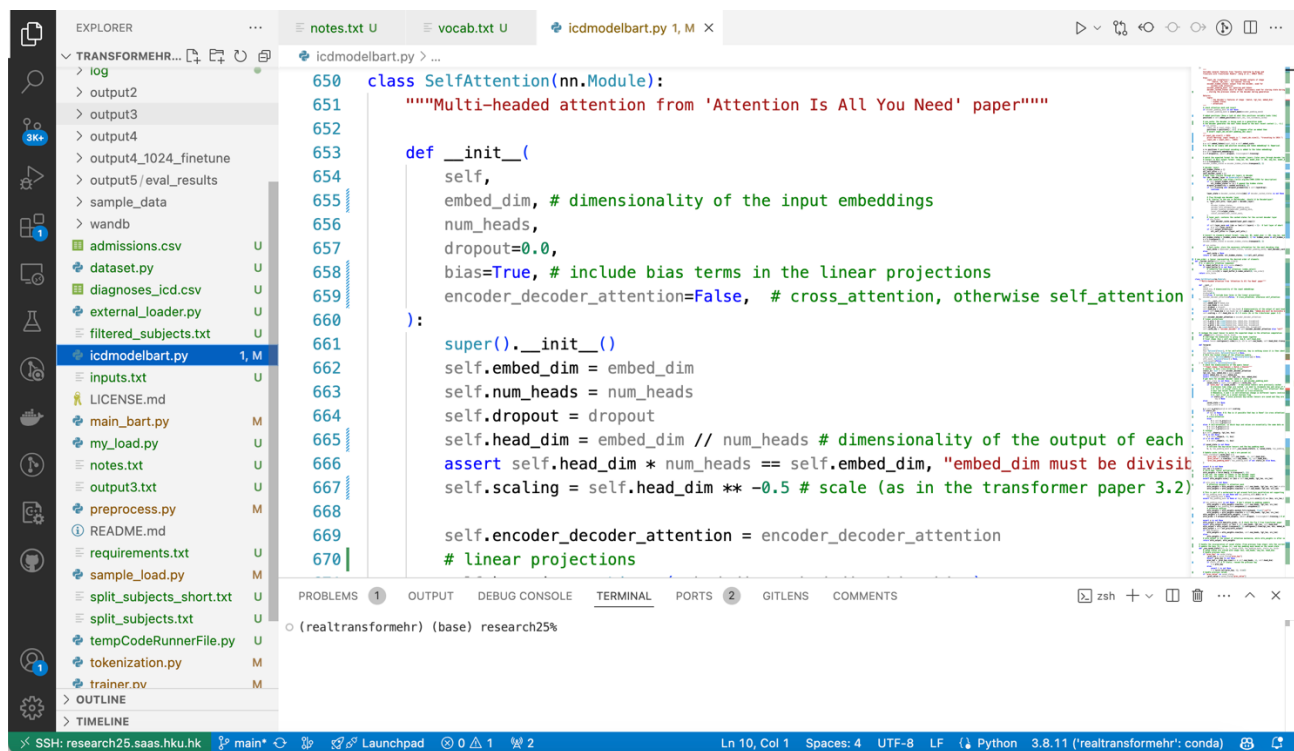 EXPLORER
TRANSFORMEHR...
log
output2
output3
output4
output4_1024_finetune
output5/eval_results
sample_data
wandb
admissions.csv U
dataset.py U
diagnoses_icd.csv U
external_loader.py U
filtered_subjects.txt U
icdmodelbart.py 1, M
inputs.txt U
LICENSE.md
main_bart.py M
my_load.py U
notes.txt U
output3.txt U
preprocess.py M
README.md
requirements.txt U
sample_load.py M
split_subjects_short.txt U
split_subjects.txt U
tempCodeRunnerFile.py U
tokenization.py M
trainer.py M
OUTLINE
TIMELINE
3K+
1
1
notes.txt U vocab.txt U icdmodelbart.py 1, M
icdmodelbart.py > ...
650 class SelfAttention(nn.Module):
651 """Multi-headed attention from 'Attention Is All You Need' paper"""
652
653 def __init__(
654 self,
655 embed_dim, # dimensionality of the input embeddings
656 num_heads,
657 dropout=0.0,
658 bias=True, # include bias terms in the linear projections
659 encoder_decoder_attention=False,  # cross_attention, otherwise self_attention
660 ):
661 super().__init__()
662 self.embed_dim = embed_dim
663 self.num_heads = num_heads
664 self.dropout = dropout
665 self.head_dim = embed_dim // num_heads # dimensionality of the output of each
666 assert self.head_dim * num_heads == self.embed_dim, "embed_dim must be divisib
667 self.scaling = self.head_dim ** -0.5 # scale (as in the transformer paper 3.2)
668
669 self.encoder_decoder_attention = encoder_decoder_attention
670 # linear projections
PROBLEMS 1 OUTPUT DEBUG CONSOLE TERMINAL PORTS 2 GITLENS COMMENTS zsh
(realtransformehr) (base) research25%
SSH: research25.saas.hku.hk main* Launchpad 0 1 2 Ln 10, Col 1 Spaces: 4 UTF-8 LF Python 3.8.11 ('realtransformehr': conda)